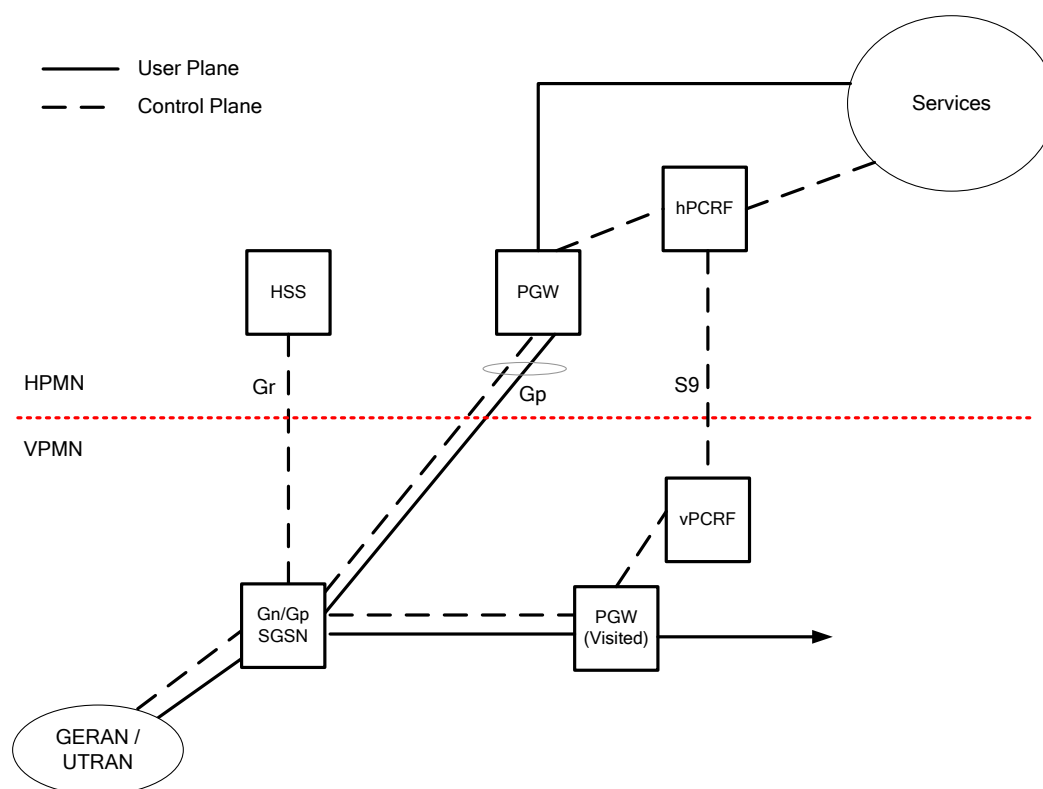 User Plane
Control Plane
Services
hPCRF
HSS
PGW
HPMN
Gr
Gp
S9
VPMN
vPCRF
Gn/Gp
SGSN
PGW
(Visited)
GERAN /
UTRAN